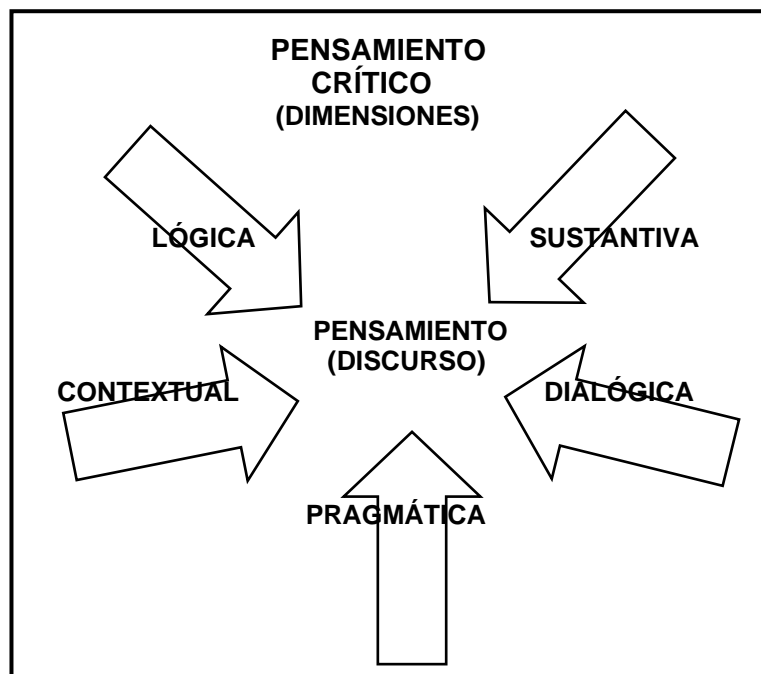 PENSAMIENTO
CRÍTICO
(DIMENSIONES)
LÓGICA
SUSTANTIVA
PENSAMIENTO
(DISCURSO)
CONTEXTUAL
DIALÓGICA
PRAGMÁTICA